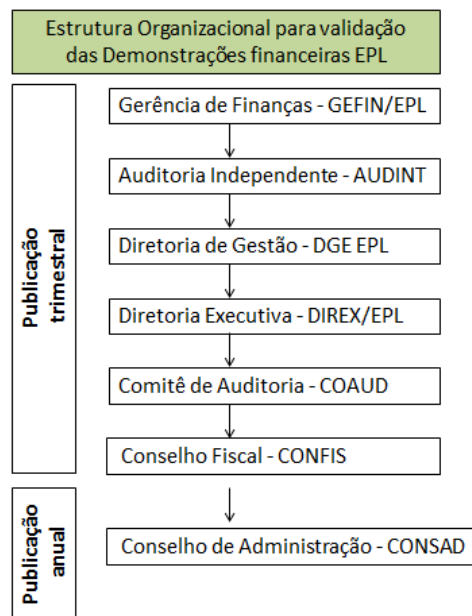 Estrutura Organizacional para validação
das Demonstrações financeiras EPL
Publicação
trimestral
Gerência de Finanças - GEFIN/EPL
Auditoria Independente - AUDINT
Diretoria de Gestão - DGE EPL
Diretoria Executiva - DIREX/EPL
Comitê de Auditoria - COAUD
Conselho Fiscal - CONFIS
Publicação
anual
Conselho de Administração - CONSAD